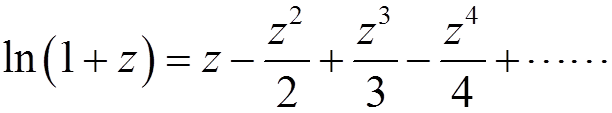 ln(1 + z) = z − z²/2 + z³/3 − z⁴/4 + ⋯⋯